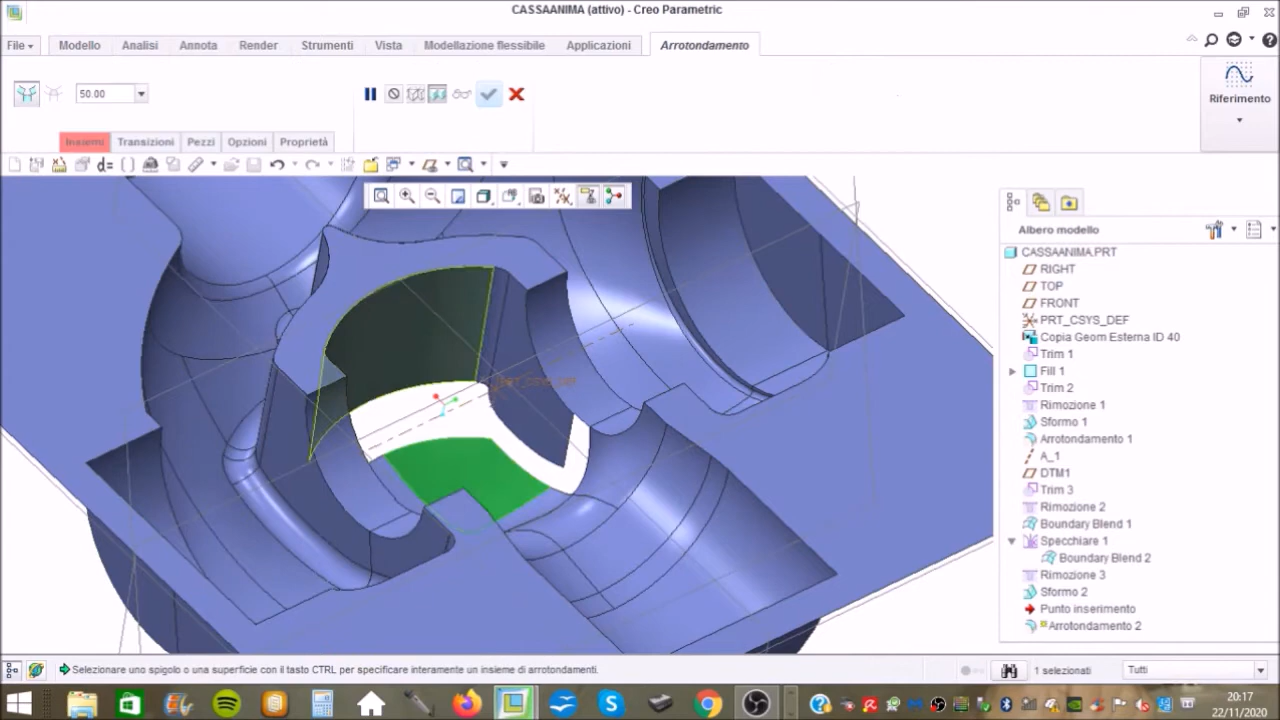 CASSAANIMA (attivo) - Creo Parametric
File Modello Analisi Annota Render Strumenti Vista Modellazione flessibile Applicazioni Arrotondamento
50.00
Riferimento
Insiemi Transizioni Pezzi Opzioni Proprietà
d=
PRT_CSYS_DEF
Albero modello
CASSAANIMA.PRT
RIGHT
TOP
FRONT
PRT_CSYS_DEF
Copia Geom Esterna ID 40
Trim 1
Fill 1
Trim 2
Rimozione 1
Sformo 1
Arrotondamento 1
A_1
DTM1
Trim 3
Rimozione 2
Boundary Blend 1
Specchiare 1
Boundary Blend 2
Rimozione 3
Sformo 2
Punto inserimento
Arrotondamento 2
Selezionare uno spigolo o una superficie con il tasto CTRL per specificare interamente un insieme di arrotondamenti.
1 selezionati
Tutti
20:17
22/11/2020